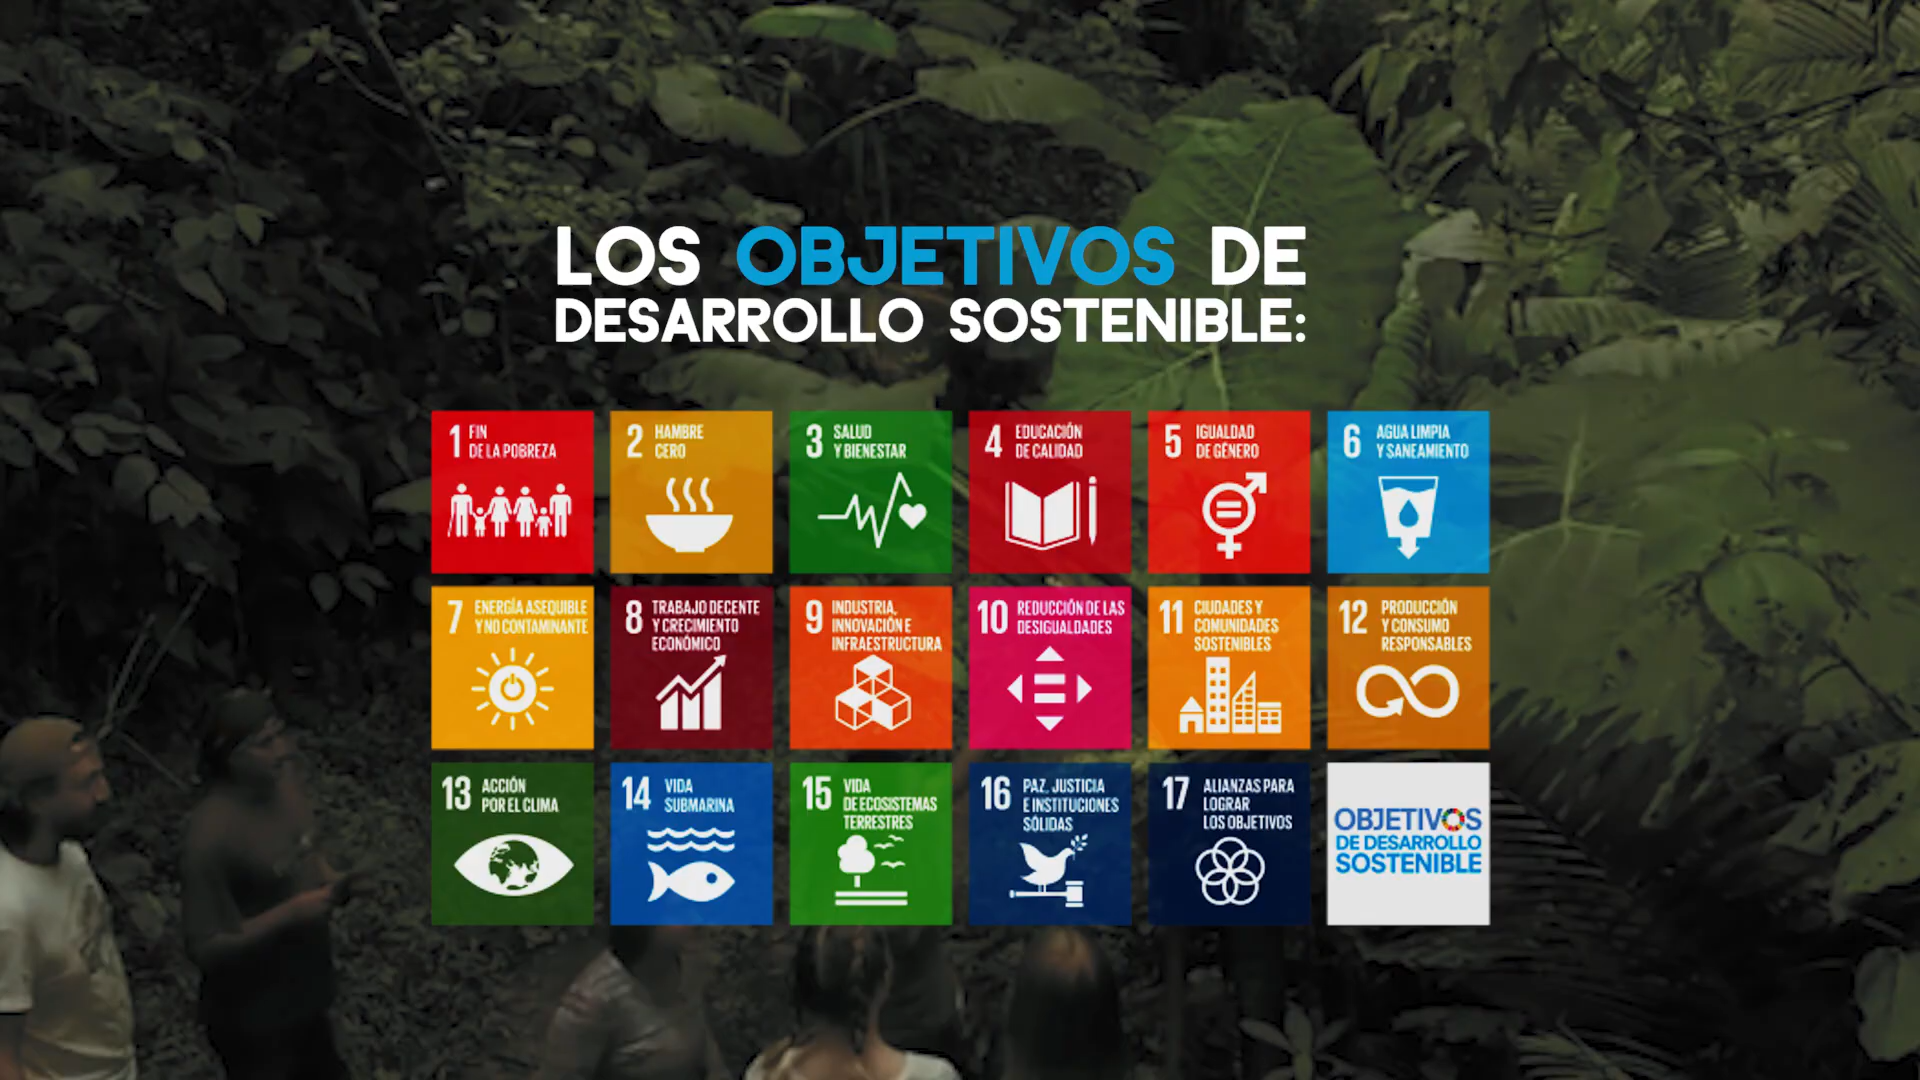 LOS OBJETIVOS DE
DESARROLLO SOSTENIBLE:
1 FIN
DE LA POBREZA
2 HAMBRE
CERO
3 SALUD
Y BIENESTAR
4 EDUCACIÓN
DE CALIDAD
5 IGUALDAD
DE GÉNERO
6 AGUA LIMPIA
Y SANEAMIENTO
7 ENERGÍA ASEQUIBLE
Y NO CONTAMINANTE
8 TRABAJO DECENTE
Y CRECIMIENTO
ECONÓMICO
9 INDUSTRIA,
INNOVACIÓN E
INFRAESTRUCTURA
10 REDUCCIÓN DE LAS
DESIGUALDADES
11 CIUDADES Y
COMUNIDADES
SOSTENIBLES
12 PRODUCCIÓN
Y CONSUMO
RESPONSABLES
13 ACCIÓN
POR EL CLIMA
14 VIDA
SUBMARINA
15 VIDA
DE ECOSISTEMAS
TERRESTRES
16 PAZ, JUSTICIA
E INSTITUCIONES
SÓLIDAS
17 ALIANZAS PARA
LOGRAR
LOS OBJETIVOS
OBJETIVOS
DE DESARROLLO
SOSTENIBLE